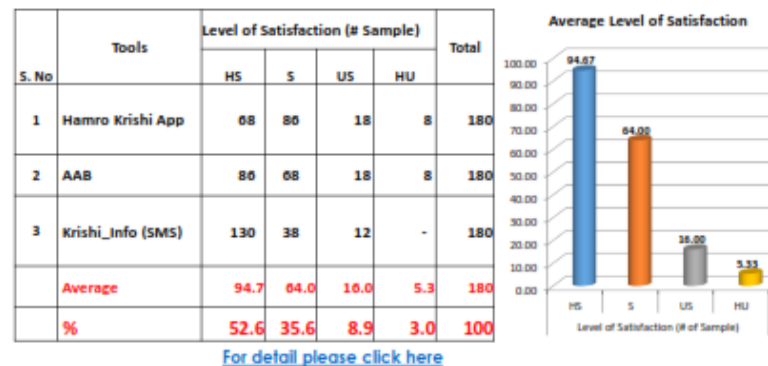 Level of Satisfaction (# Sample)
Tools
Total
S. No
HS S US HU
1 Hamro Krishi App 68 86 18 8 180
2 AAB 86 68 18 8 180
3 Krishi_Info (SMS) 130 38 12 - 180
Average 94.7 64.0 16.0 5.3 180
% 52.6 35.6 8.9 3.0 100
For detail please click here
Average Level of Satisfaction
100.00
90.00
80.00
70.00
60.00
50.00
40.00
30.00
20.00
10.00
0.00
94.67
64.00
16.00
5.33
HS S US HU
Level of Satisfaction (# of Sample)